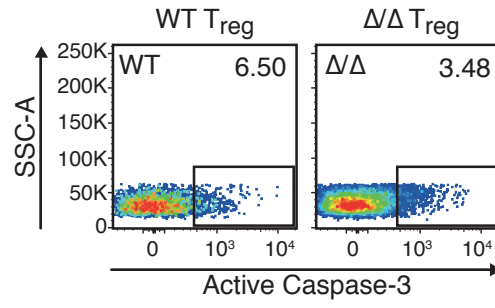 WT Treg Δ/Δ Treg
WT 6.50 Δ/Δ 3.48
250K
200K
150K
100K
50K
0
SSC-A
0 10³ 10⁴ 0 10³ 10⁴
Active Caspase-3